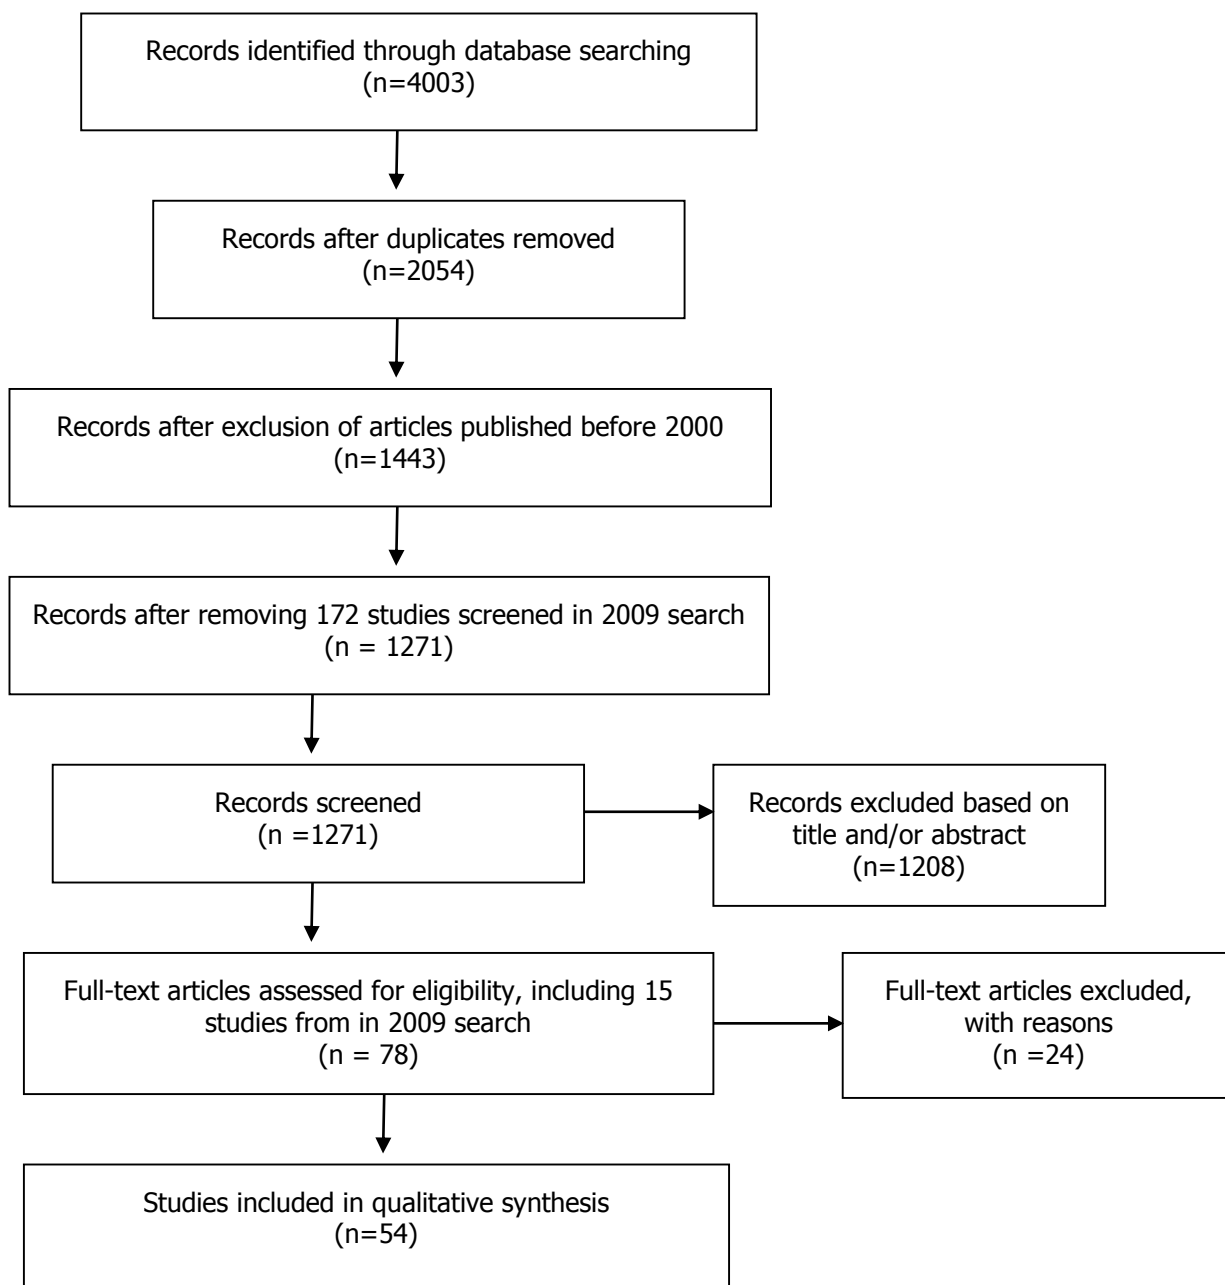 Records identified through database searching
(n=4003)
Records after duplicates removed
(n=2054)
Records after exclusion of articles published before 2000
(n=1443)
Records after removing 172 studies screened in 2009 search
(n = 1271)
Records screened
(n =1271)
Records excluded based on
title and/or abstract
(n=1208)
Full-text articles assessed for eligibility, including 15
studies from in 2009 search
(n = 78)
Full-text articles excluded,
with reasons
(n =24)
Studies included in qualitative synthesis
(n=54)